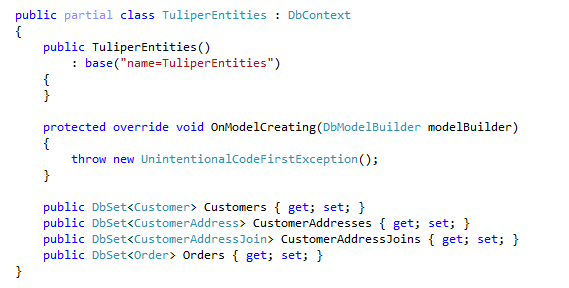 public partial class TuliperEntities : DbContext
{
    public TuliperEntities()
        : base("name=TuliperEntities")
    {
    }

    protected override void OnModelCreating(DbModelBuilder modelBuilder)
    {
        throw new UnintentionalCodeFirstException();
    }

    public DbSet<Customer> Customers { get; set; }
    public DbSet<CustomerAddress> CustomerAddresses { get; set; }
    public DbSet<CustomerAddressJoin> CustomerAddressJoins { get; set; }
    public DbSet<Order> Orders { get; set; }
}